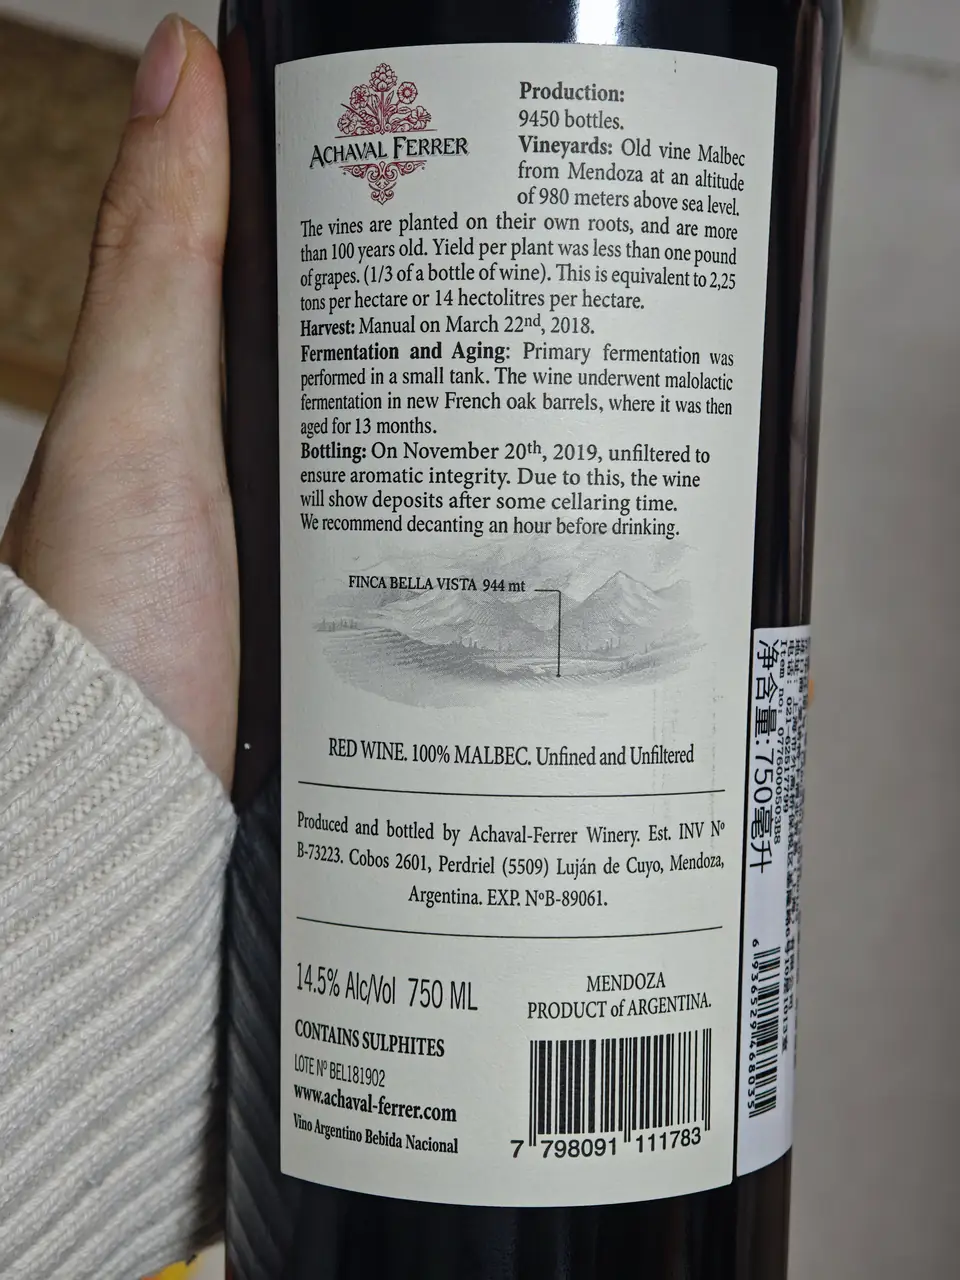 ACHAVAL FERRER
Production:
9450 bottles.
Vineyards: Old vine Malbec
from Mendoza at an altitude
of 980 meters above sea level.
The vines are planted on their own roots, and are more
than 100 years old. Yield per plant was less than one pound
of grapes. (1/3 of a bottle of wine). This is equivalent to 2,25
tons per hectare or 14 hectolitres per hectare.
Harvest: Manual on March 22nd, 2018.
Fermentation and Aging: Primary fermentation was
performed in a small tank. The wine underwent malolactic
fermentation in new French oak barrels, where it was then
aged for 13 months.
Bottling: On November 20th, 2019, unfiltered to
ensure aromatic integrity. Due to this, the wine
will show deposits after some cellaring time.
We recommend decanting an hour before drinking.
FINCA BELLA VISTA 944 mt
RED WINE. 100% MALBEC. Unfined and Unfiltered
Produced and bottled by Achaval-Ferrer Winery. Est. INV Nº
B-73223. Cobos 2601, Perdriel (5509) Luján de Cuyo, Mendoza,
Argentina. EXP. NºB-89061.
14.5% Alc/Vol 750 ML
CONTAINS SULPHITES
LOTE Nº BEL181902
www.achaval-ferrer.com
Vino Argentino Bebida Nacional
MENDOZA
PRODUCT of ARGENTINA.
7 798091 111783
净含量:750毫升
6 936529 468035